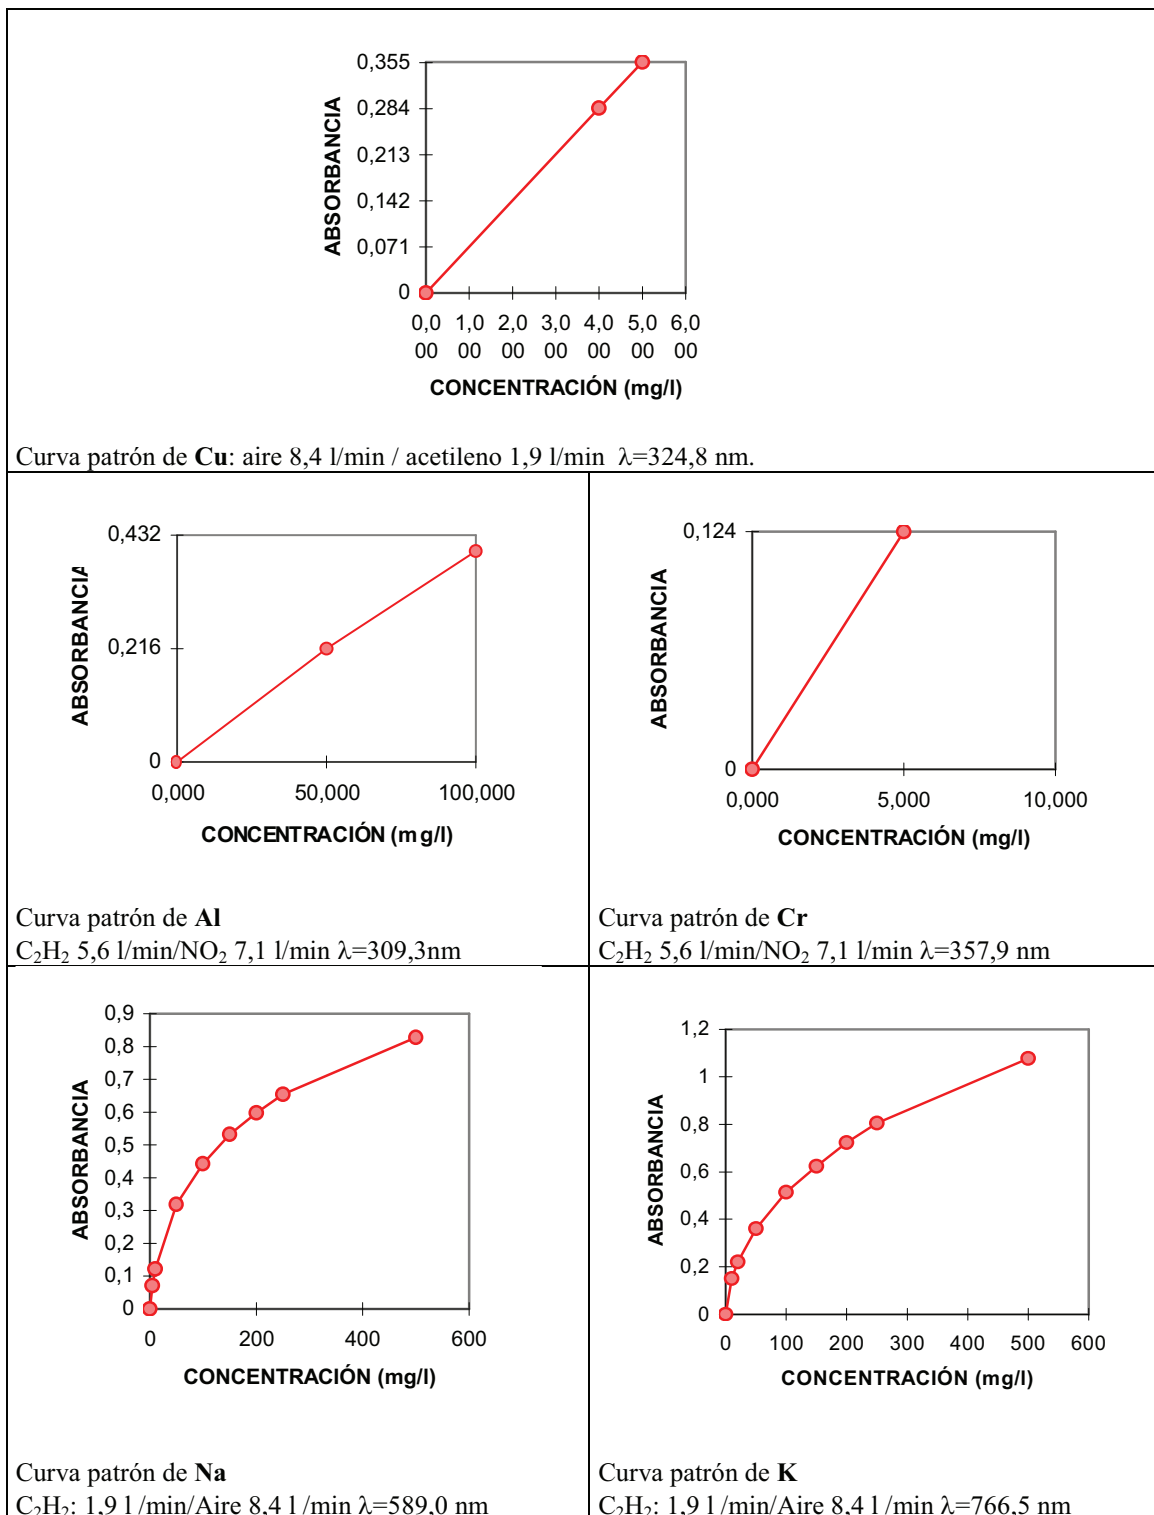 0,355
0,284
0,213
0,142
0,071
0
ABSORBANCIA
0,0 1,0 2,0 3,0 4,0 5,0 6,0
00 00 00 00 00 00 00
CONCENTRACIÓN (mg/l)
Curva patrón de Cu: aire 8,4 l/min / acetileno 1,9 l/min λ=324,8 nm.
0,432
0,216
0
ABSORBANCIA
0,000 50,000 100,000
CONCENTRACIÓN (mg/l)
Curva patrón de Al
C₂H₂ 5,6 l/min/NO₂ 7,1 l/min λ=309,3nm
0,124
0
ABSORBANCIA
0,000 5,000 10,000
CONCENTRACIÓN (mg/l)
Curva patrón de Cr
C₂H₂ 5,6 l/min/NO₂ 7,1 l/min λ=357,9 nm
0,9
0,8
0,7
0,6
0,5
0,4
0,3
0,2
0,1
0
ABSORBANCIA
0 200 400 600
CONCENTRACIÓN (mg/l)
Curva patrón de Na
C₂H₂: 1,9 l /min/Aire 8,4 l /min λ=589,0 nm
1,2
1
0,8
0,6
0,4
0,2
0
ABSORBANCIA
0 100 200 300 400 500 600
CONCENTRACIÓN (mg/l)
Curva patrón de K
C₂H₂: 1,9 l /min/Aire 8,4 l /min λ=766,5 nm